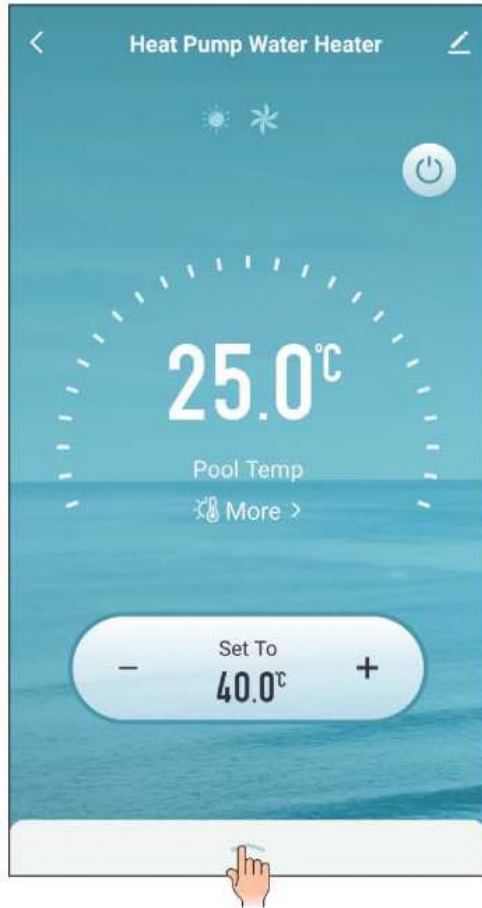 Heat Pump Water Heater
25.0℃
Pool Temp
More >
Set To
− 40.0℃ +